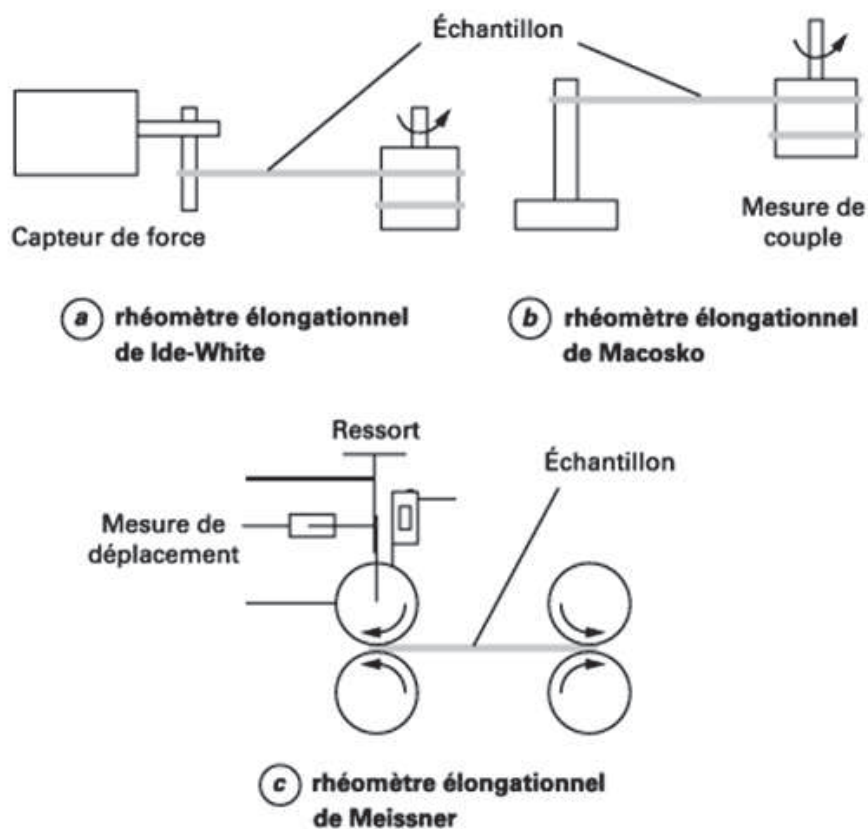 Échantillon
Capteur de force
Mesure de
couple
a rhéomètre élongationnel
de Ide-White
b rhéomètre élongationnel
de Macosko
Ressort
Échantillon
Mesure de
déplacement
c rhéomètre élongationnel
de Meissner